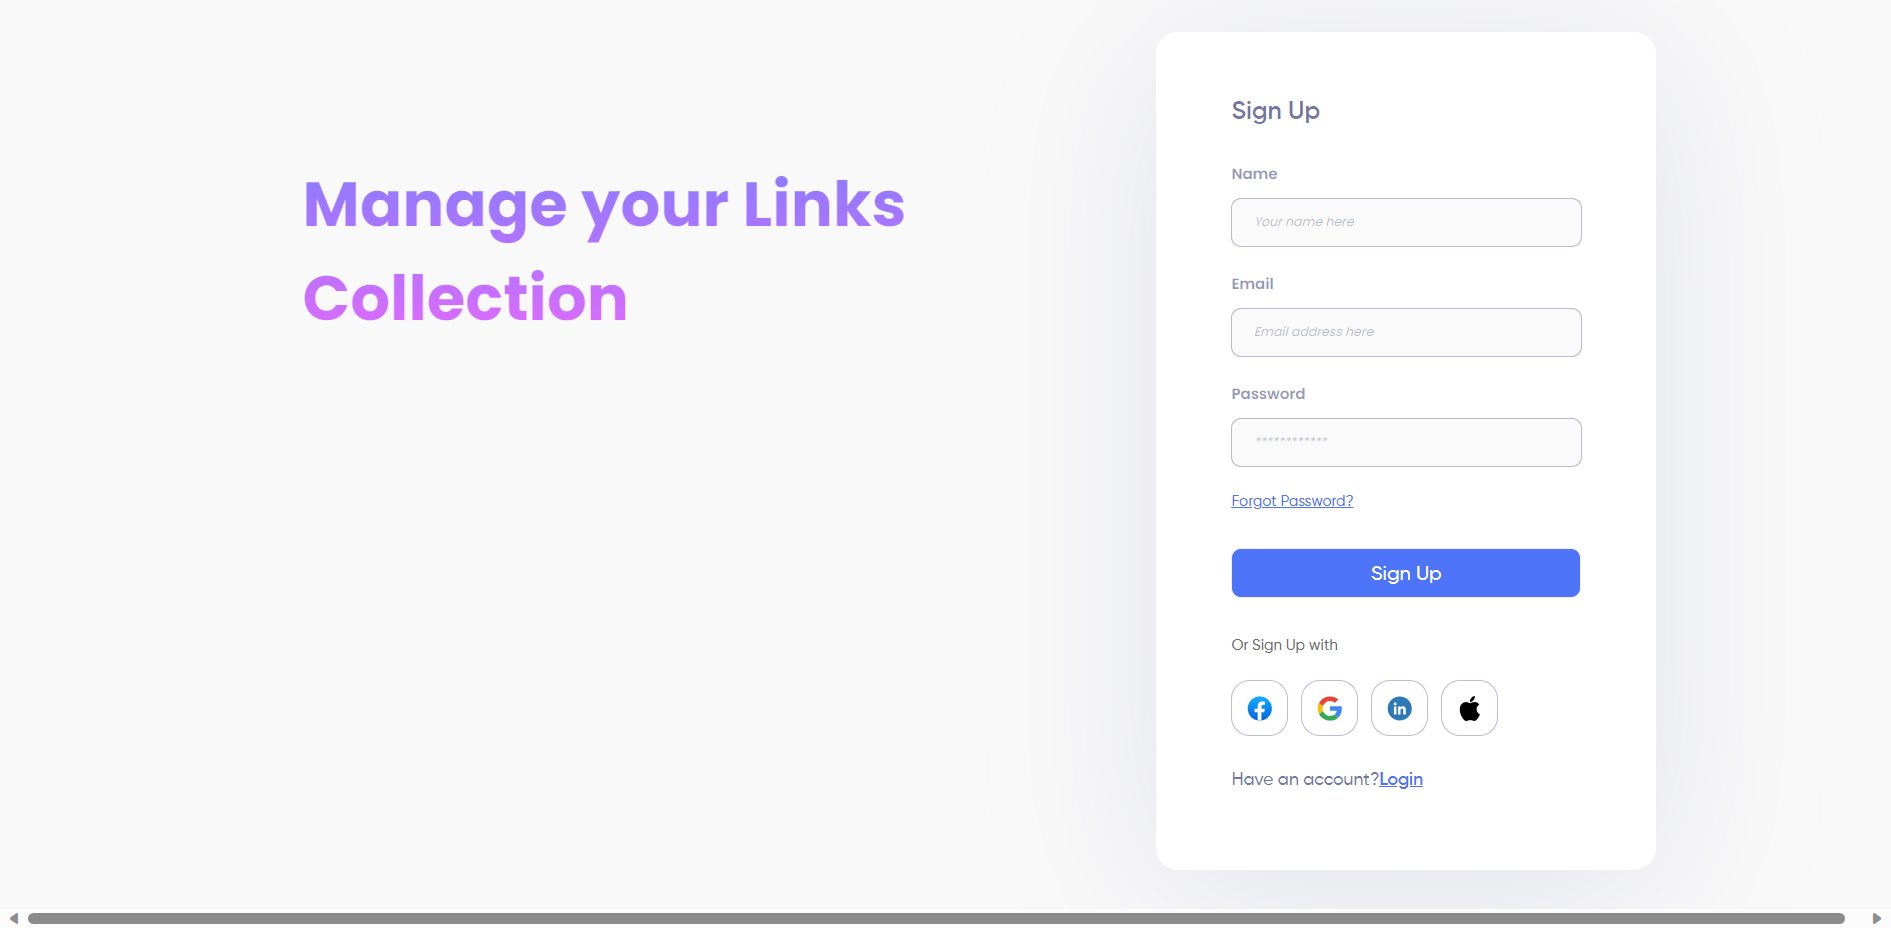 Manage your Links
Collection
Sign Up
Name
Your name here
Email
Email address here
Password
************
Forgot Password?
Sign Up
Or Sign Up with
Have an account?Login